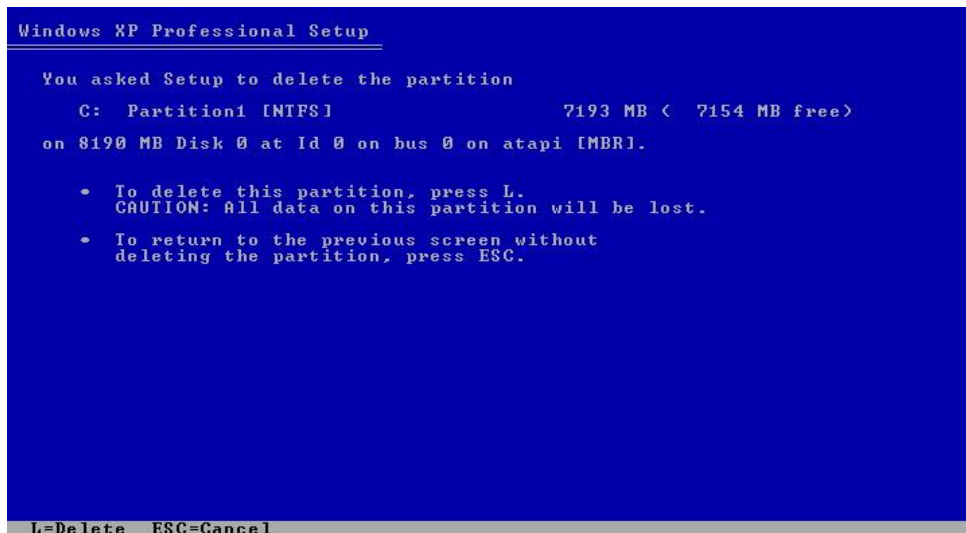 Windows XP Professional Setup
You asked Setup to delete the partition
C: Partition1 [NTFS] 7193 MB ( 7154 MB free)
on 8190 MB Disk 0 at Id 0 on bus 0 on atapi [MBR].
• To delete this partition, press L.
CAUTION: All data on this partition will be lost.
• To return to the previous screen without
deleting the partition, press ESC.
L=Delete ESC=Cancel